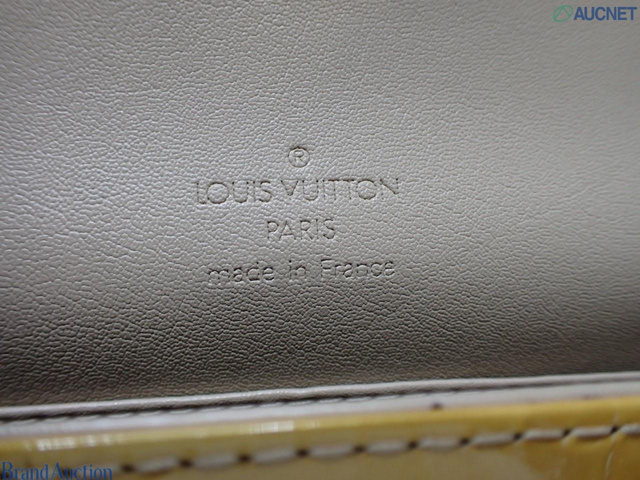 AUCNET
®
LOUIS VUITTON
PARIS
made in France
Brand Auction